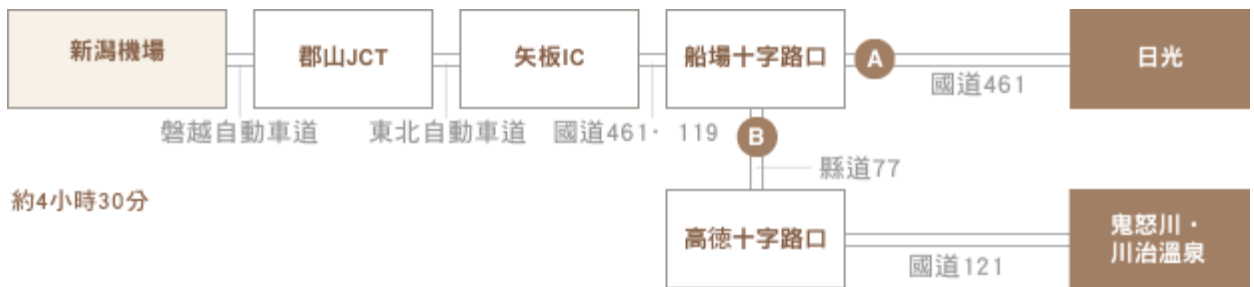 新潟機場
郡山JCT
矢板IC
船場十字路口
A
日光
國道461
磐越自動車道
東北自動車道
國道461· 119
B
縣道77
約4小時30分
高徳十字路口
鬼怒川・
川治溫泉
國道121